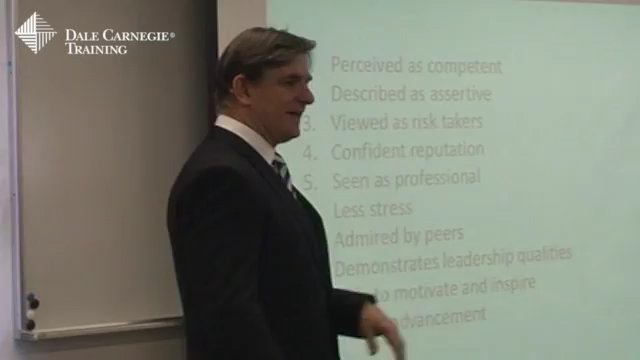 DALE CARNEGIE®
TRAINING
Perceived as competent
Described as assertive
3. Viewed as risk takers
4. Confident reputation
5. Seen as professional
Less stress
Admired by peers
Demonstrates leadership qualities
to motivate and inspire
advancement